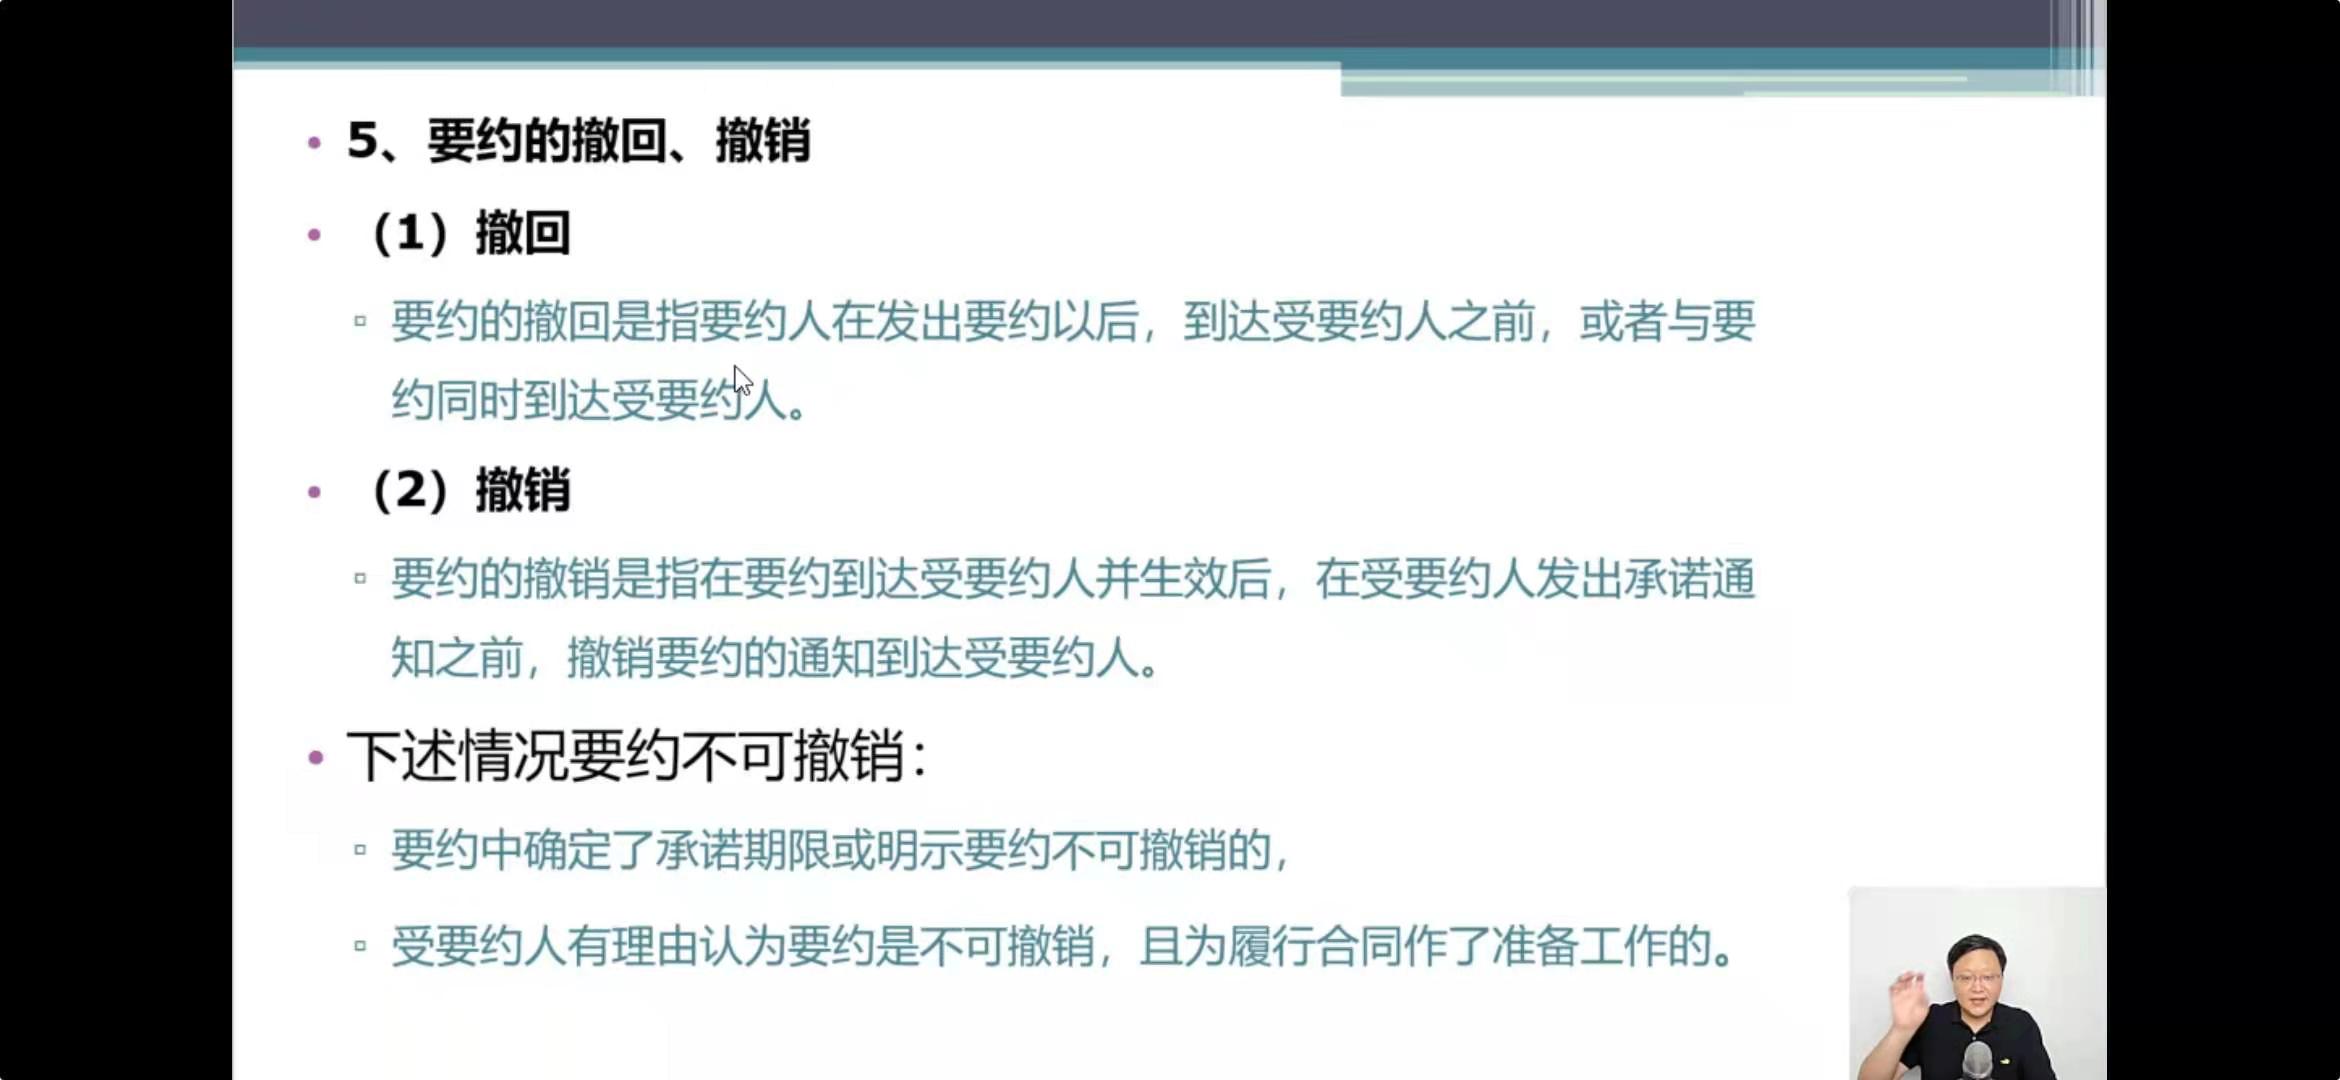 5、要约的撤回、撤销
（1）撤回
要约的撤回是指要约人在发出要约以后，到达受要约人之前，或者与要
约同时到达受要约人。
（2）撤销
要约的撤销是指在要约到达受要约人并生效后，在受要约人发出承诺通
知之前，撤销要约的通知到达受要约人。
下述情况要约不可撤销：
要约中确定了承诺期限或明示要约不可撤销的，
受要约人有理由认为要约是不可撤销，且为履行合同作了准备工作的。